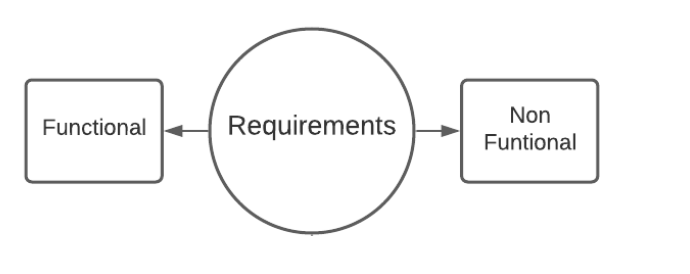 Functional
Requirements
Non
Funtional